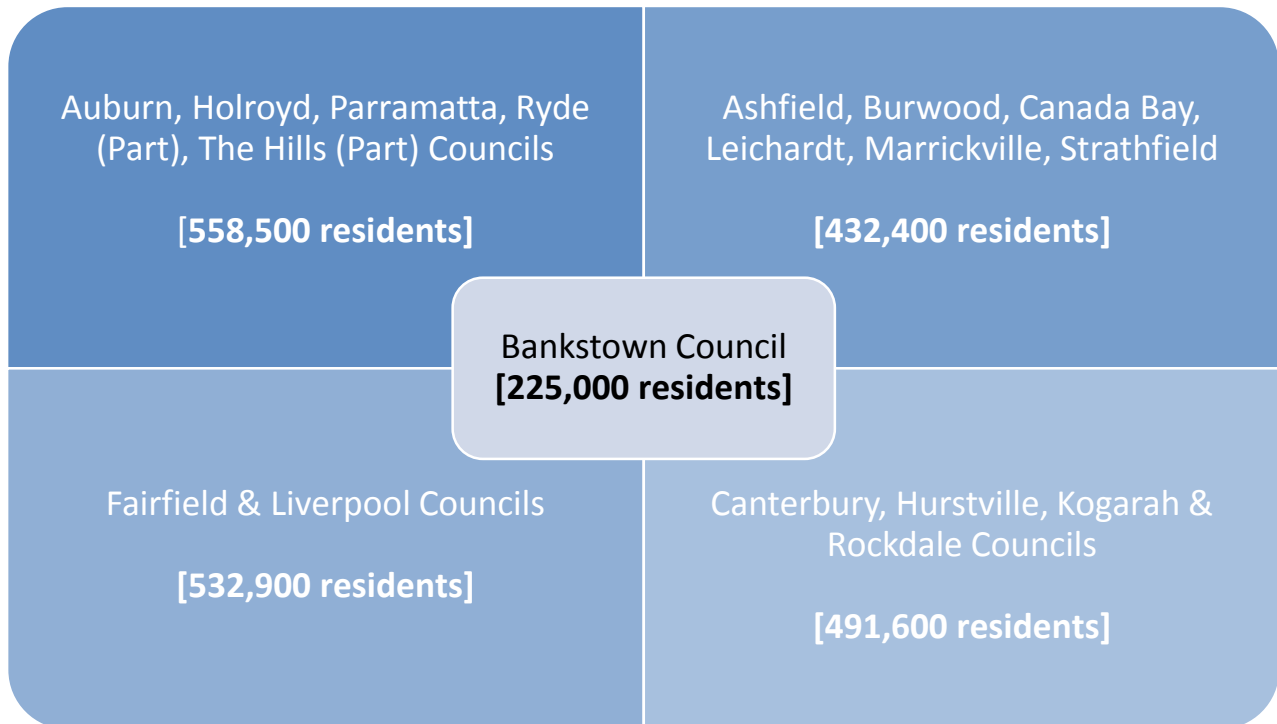 Auburn, Holroyd, Parramatta, Ryde
(Part), The Hills (Part) Councils
[558,500 residents]
Ashfield, Burwood, Canada Bay,
Leichardt, Marrickville, Strathfield
[432,400 residents]
Bankstown Council
[225,000 residents]
Fairfield & Liverpool Councils
[532,900 residents]
Canterbury, Hurstville, Kogarah &
Rockdale Councils
[491,600 residents]